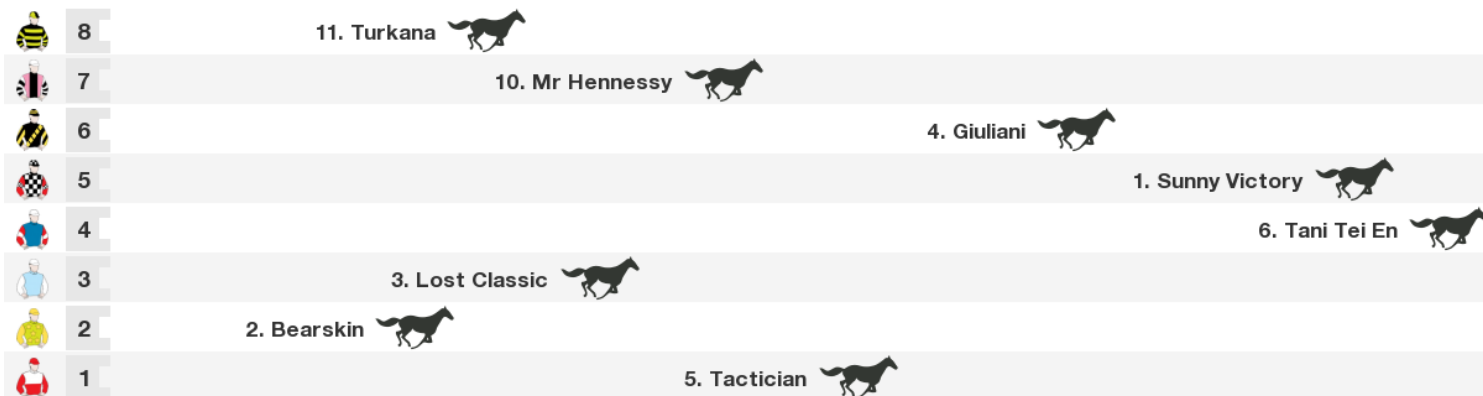 8 11. Turkana
7 10. Mr Hennessy
6 4. Giuliani
5 1. Sunny Victory
4 6. Tani Tei En
3 3. Lost Classic
2 2. Bearskin
1 5. Tactician